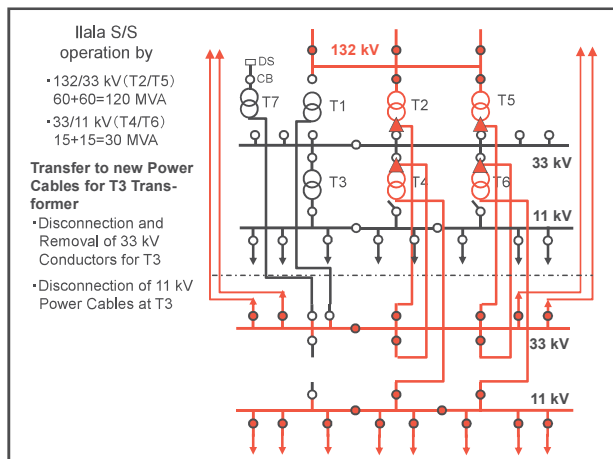 Ilala S/S
operation by
・132/33 kV(T2/T5)
60+60=120 MVA
・33/11 kV(T4/T6)
15+15=30 MVA
Transfer to new Power
Cables for T3 Trans-
former
・Disconnection and
Removal of 33 kV
Conductors for T3
・Disconnection of 11 kV
Power Cables at T3
132 kV
DS
CB
T7
T1
T2
T5
33 kV
T3
T4
T6
11 kV
33 kV
11 kV